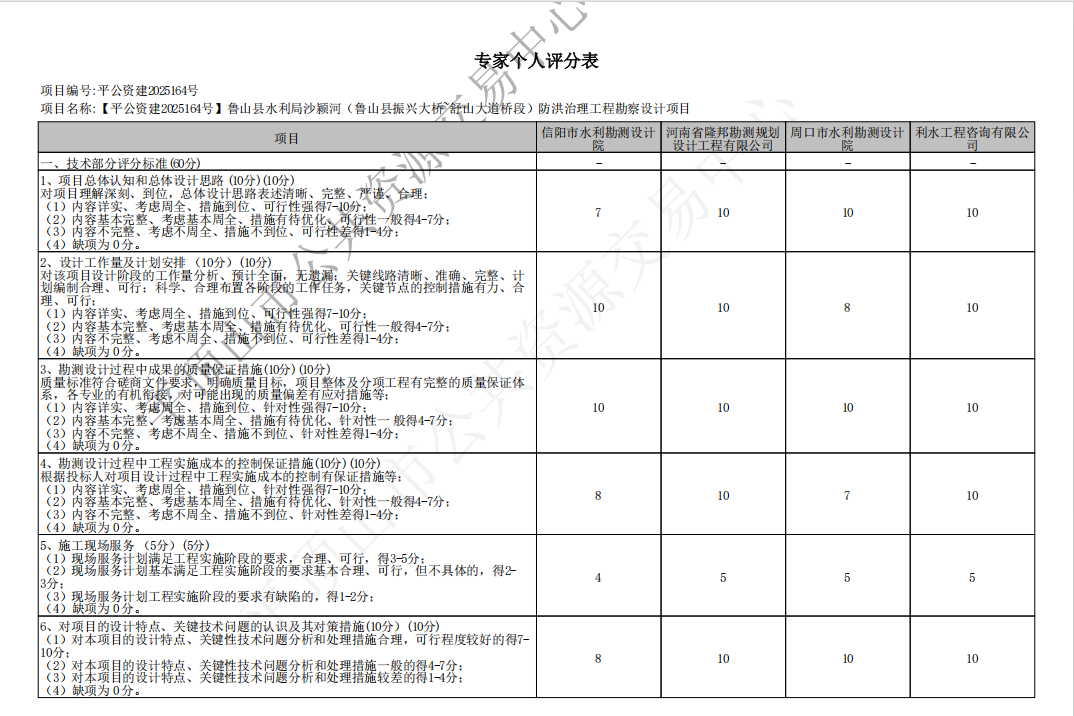 专家个人评分表
项目编号:平公资建2025164号
项目名称:【平公资建2025164号】鲁山县水利局沙颍河（鲁山县振兴大桥-舒山大道桥段）防洪治理工程勘察设计项目
项目 信阳市水利勘测设计院 河南省隆邦勘测规划设计工程有限公司 周口市水利勘测设计院 利水工程咨询有限公司
一、技术部分评分标准(60分) - - - -
1、项目总体认知和总体设计思路(10分)(10分)
对项目理解深刻、到位，总体设计思路表述清晰、完整、严谨、合理；
（1）内容详实、考虑周全、措施到位、可行性强得7-10分；
（2）内容基本完整、考虑基本周全、措施有待优化、可行性一般得4-7分；
（3）内容不完整、考虑不周全、措施不到位、可行性差得1-4分；
（4）缺项为0分。
7 10 10 10
2、设计工作量及计划安排（10分）(10分)
对该项目设计阶段的工作量分析、预计全面，无遗漏；关键线路清晰、准确、完整、计
划编制合理、可行；科学、合理布置各阶段的工作任务，关键节点的控制措施有力、合
理、可行；
（1）内容详实、考虑周全、措施到位、可行性强得7-10分；
（2）内容基本完整、考虑基本周全、措施有待优化、可行性一般得4-7分；
（3）内容不完整、考虑不周全、措施不到位、可行性差得1-4分；
（4）缺项为0分。
10 10 8 10
3、勘测设计过程中成果的质量保证措施(10分)(10分)
质量标准符合磋商文件要求，明确质量目标，项目整体及分项工程有完整的质量保证体
系，各专业的有机衔接，对可能出现的质量偏差有应对措施等；
（1）内容详实、考虑周全、措施到位、针对性强得7-10分；
（2）内容基本完整、考虑基本周全、措施有待优化、针对性一般得4-7分；
（3）内容不完整、考虑不周全、措施不到位、针对性差得1-4分；
（4）缺项为0分。
10 10 10 10
4、勘测设计过程中工程实施成本的控制保证措施(10分)(10分)
根据投标人对项目设计过程中工程实施成本的控制有保证措施等；
（1）内容详实、考虑周全、措施到位、针对性强得7-10分；
（2）内容基本完整、考虑基本周全、措施有待优化、针对性一般得4-7分；
（3）内容不完整、考虑不周全、措施不到位、针对性差得1-4分；
（4）缺项为0分。
8 10 7 10
5、施工现场服务（5分）(5分)
（1）现场服务计划满足工程实施阶段的要求，合理、可行，得3-5分；
（2）现场服务计划基本满足工程实施阶段的要求基本合理、可行，但不具体的，得2-
3分；
（3）现场服务计划工程实施阶段的要求有缺陷的，得1-2分；
（4）缺项为0分。
4 5 5 5
6、对项目的设计特点、关键技术问题的认识及其对策措施(10分）(10分)
（1）对本项目的设计特点、关键性技术问题分析和处理措施合理，可行程度较好的得7-
10分；
（2）对本项目的设计特点、关键性技术问题分析和处理措施一般的得4-7分；
（3）对本项目的设计特点、关键性技术问题分析和处理措施较差的得1-4分；
（4）缺项为0分。
8 10 10 10
平顶山市公共资源交易中心
平顶山市公共资源交易中心